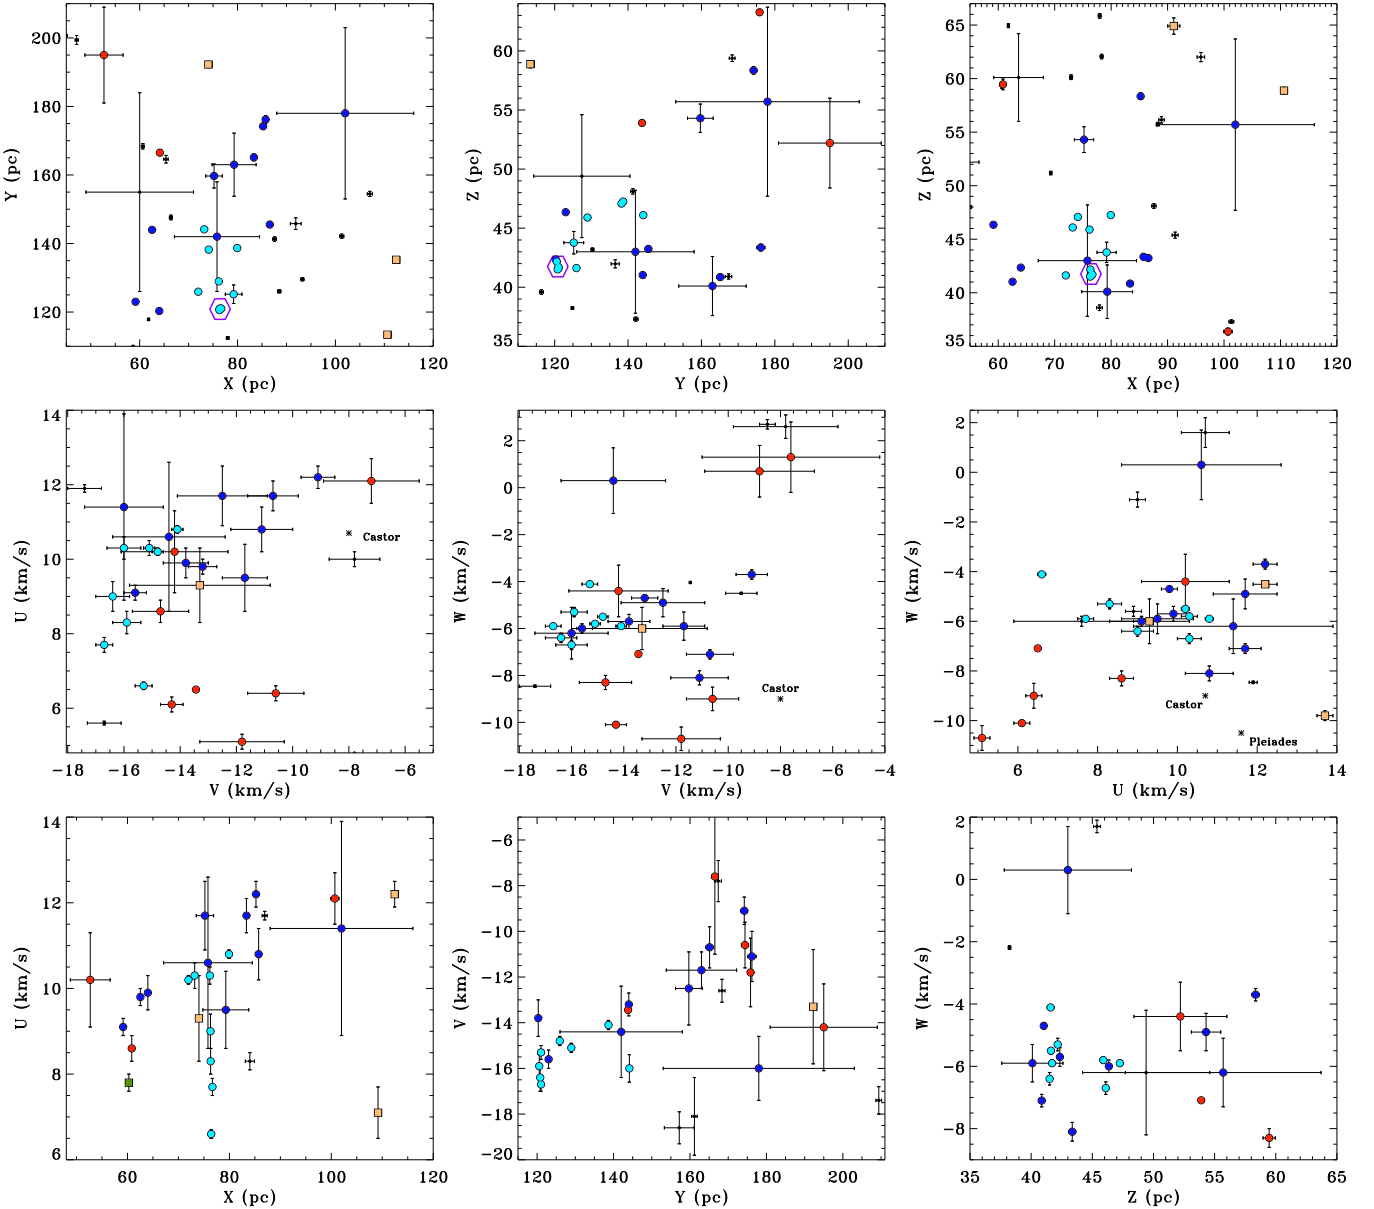 200
180
160
140
120
Y (pc)
60 80 100 120
X (pc)
60
55
50
45
40
35
Z (pc)
120 140 160 180 200
Y (pc)
65
60
55
50
45
40
35
Z (pc)
60 70 80 90 100 110 120
X (pc)
14
12
10
8
6
U (km/s)
Castor
-18 -16 -14 -12 -10 -8 -6
V (km/s)
2
0
-2
-4
-6
-8
-10
W (km/s)
Castor
-18 -16 -14 -12 -10 -8 -6 -4
V (km/s)
2
0
-2
-4
-6
-8
-10
W (km/s)
Castor
Pleiades
6 8 10 12 14
U (km/s)
14
12
10
8
6
U (km/s)
60 80 100 120
X (pc)
-6
-8
-10
-12
-14
-16
-18
-20
V (km/s)
120 140 160 180 200
Y (pc)
2
0
-2
-4
-6
-8
W (km/s)
35 40 45 50 55 60 65
Z (pc)